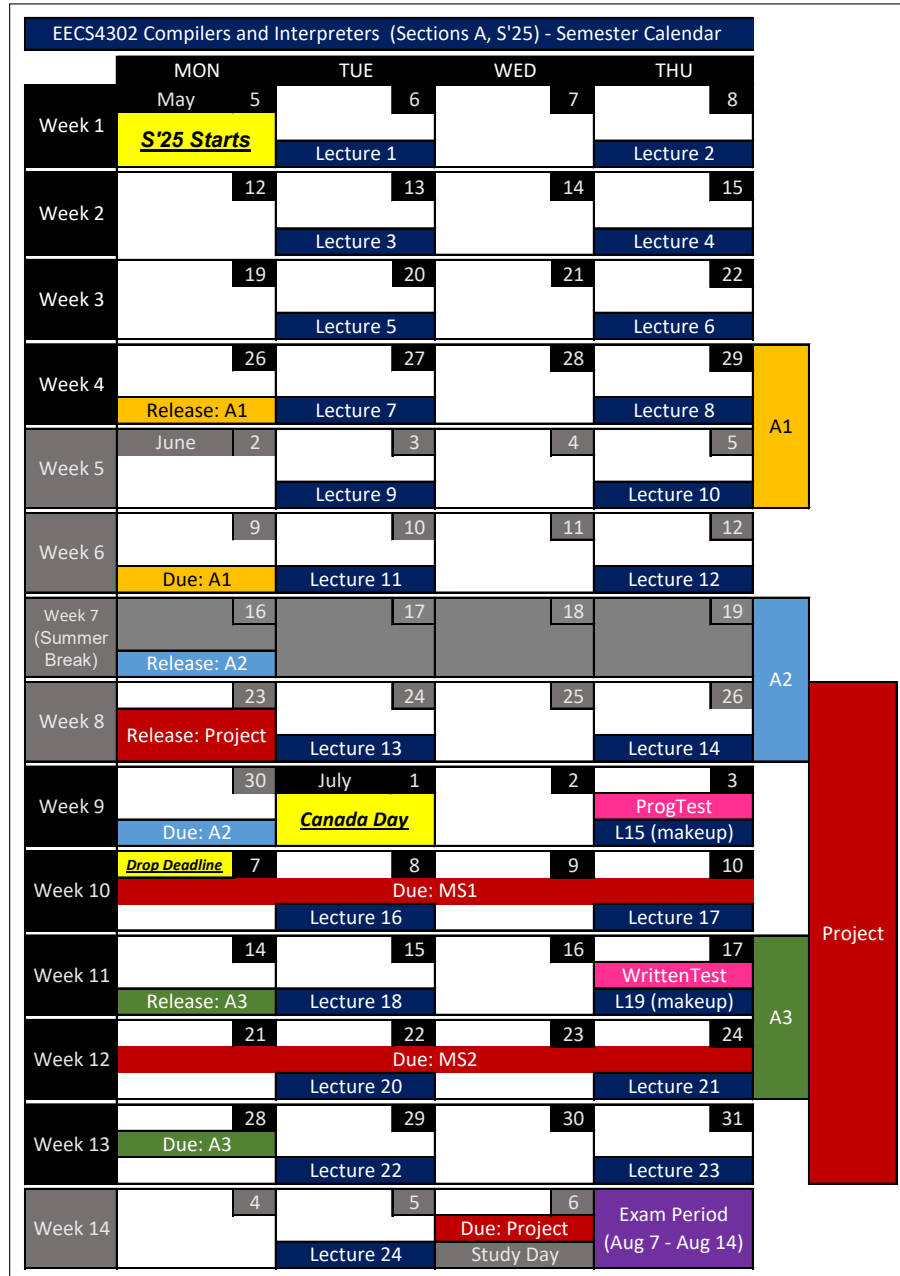 EECS4302 Compilers and Interpreters (Sections A, S'25) - Semester Calendar
MON TUE WED THU
Week 1
May 5 6 7 8
S'25 Starts
Lecture 1 Lecture 2
Week 2
12 13 14 15
Lecture 3 Lecture 4
Week 3
19 20 21 22
Lecture 5 Lecture 6
Week 4
26 27 28 29
Release: A1 Lecture 7 Lecture 8
A1
Week 5
June 2 3 4 5
Lecture 9 Lecture 10
Week 6
9 10 11 12
Due: A1 Lecture 11 Lecture 12
Week 7
(Summer
Break)
16 17 18 19
Release: A2
A2
Week 8
23 24 25 26
Release: Project
Lecture 13 Lecture 14
Week 9
30 July 1 2 3
Canada Day
ProgTest
Due: A2 L15 (makeup)
Week 10
Drop Deadline 7 8 9 10
Due: MS1
Lecture 16 Lecture 17
Project
Week 11
14 15 16 17
WrittenTest
Release: A3 Lecture 18 L19 (makeup)
A3
Week 12
21 22 23 24
Due: MS2
Lecture 20 Lecture 21
Week 13
28 29 30 31
Due: A3
Lecture 22 Lecture 23
Week 14
4 5 6
Due: Project
Lecture 24 Study Day
Exam Period
(Aug 7 - Aug 14)